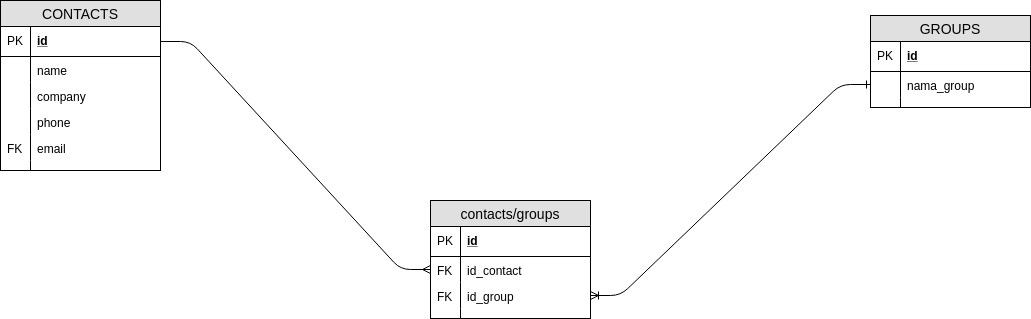 CONTACTS
PK id
name
company
phone
FK email
GROUPS
PK id
nama_group
contacts/groups
PK id
FK id_contact
FK id_group